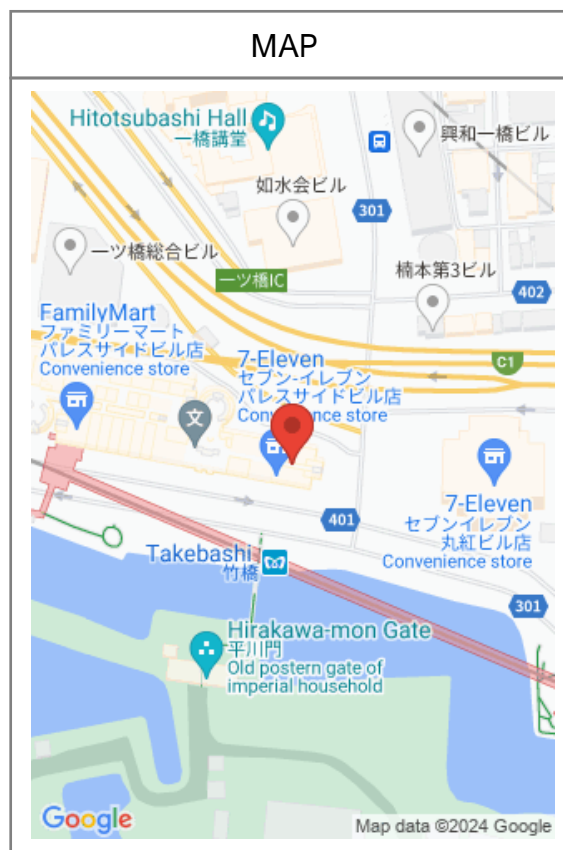 MAP
Hitotsubashi Hall
一橋講堂
興和一橋ビル
如水会ビル
301
一ツ橋総合ビル
一ツ橋IC
楠本第3ビル
402
FamilyMart
ファミリーマート
パレスサイドビル店
Convenience store
7-Eleven
セブン-イレブン
パレスサイドビル店
Convenience store
C1
文
7-Eleven
セブンイレブン
丸紅ビル店
Convenience store
401
Takebashi
竹橋
301
Hirakawa-mon Gate
平川門
Old postern gate of
imperial household
Google
Map data ©2024 Google